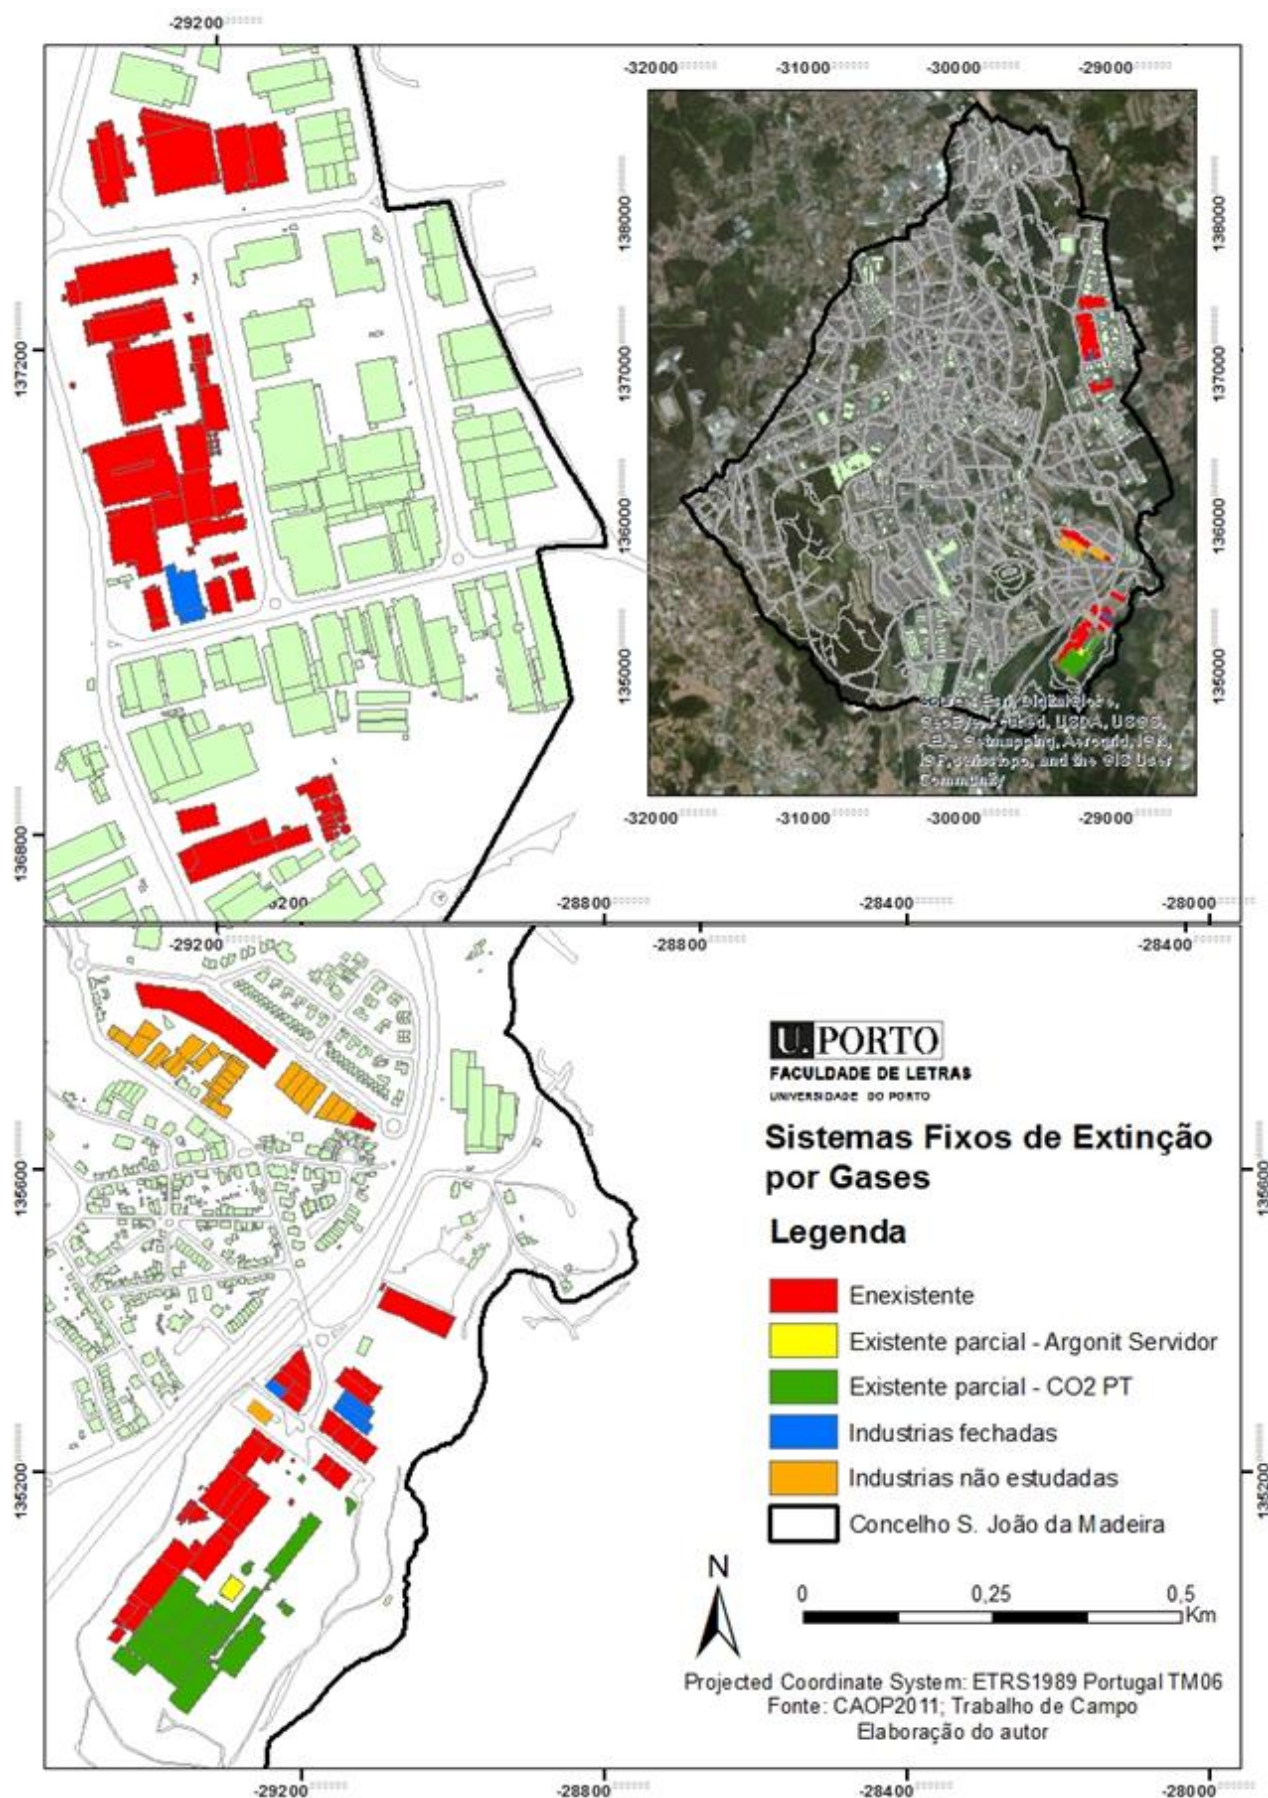 -29200
-32000 -31000 -30000 -29000
138000
138000
137200
137000
137000
136000
136000
135000
135000
-32000 -31000 -30000 -29000
136800
-28800 -28400 -28000
-29200 -28800 -28400
U.PORTO
FACULDADE DE LETRAS
UNIVERSIDADE DO PORTO
Sistemas Fixos de Extinção
por Gases
135600
135600
Legenda
Enexistente
Existente parcial - Argonit Servidor
Existente parcial - CO2 PT
Industrias fechadas
135200
135200
Industrias não estudadas
Concelho S. João da Madeira
N
0 0,25 0,5
Km
Projected Coordinate System: ETRS1989 Portugal TM06
Fonte: CAOP2011; Trabalho de Campo
Elaboração do autor
-29200 -28800 -28400 -28000